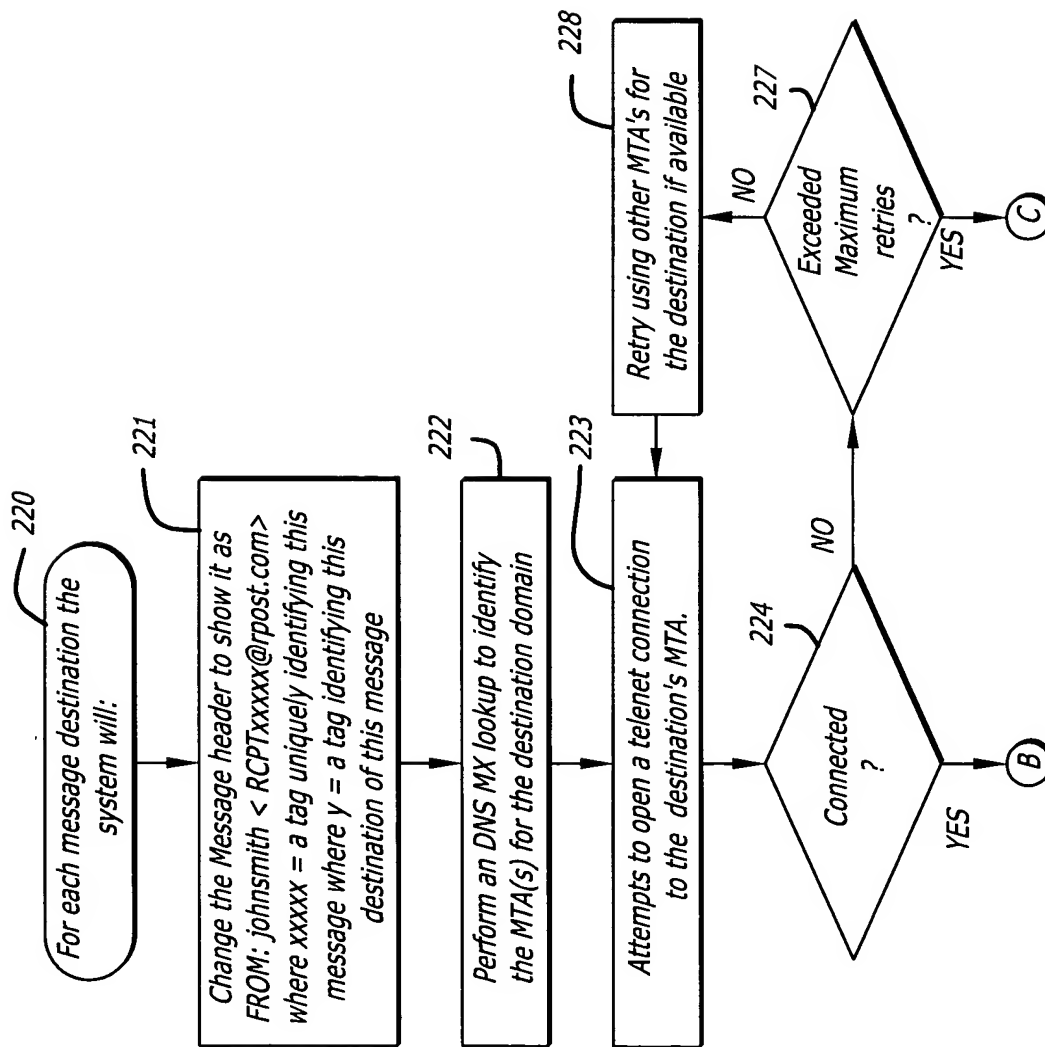 220
For each message destination the
system will:
221
Change the Message header to show it as
FROM: johnsmith < RCPTxxxxx@rpost.com>
where xxxxx = a tag uniquely identifying this
message where y = a tag identifying this
destination of this message
222
Perform an DNS MX lookup to identify
the MTA(s) for the destination domain
223
Attempts to open a telenet connection
to the destination's MTA.
224
Connected
?
YES
B
NO
227
Exceeded
Maximum
retries
?
YES
C
NO
228
Retry using other MTA's for
the destination if available